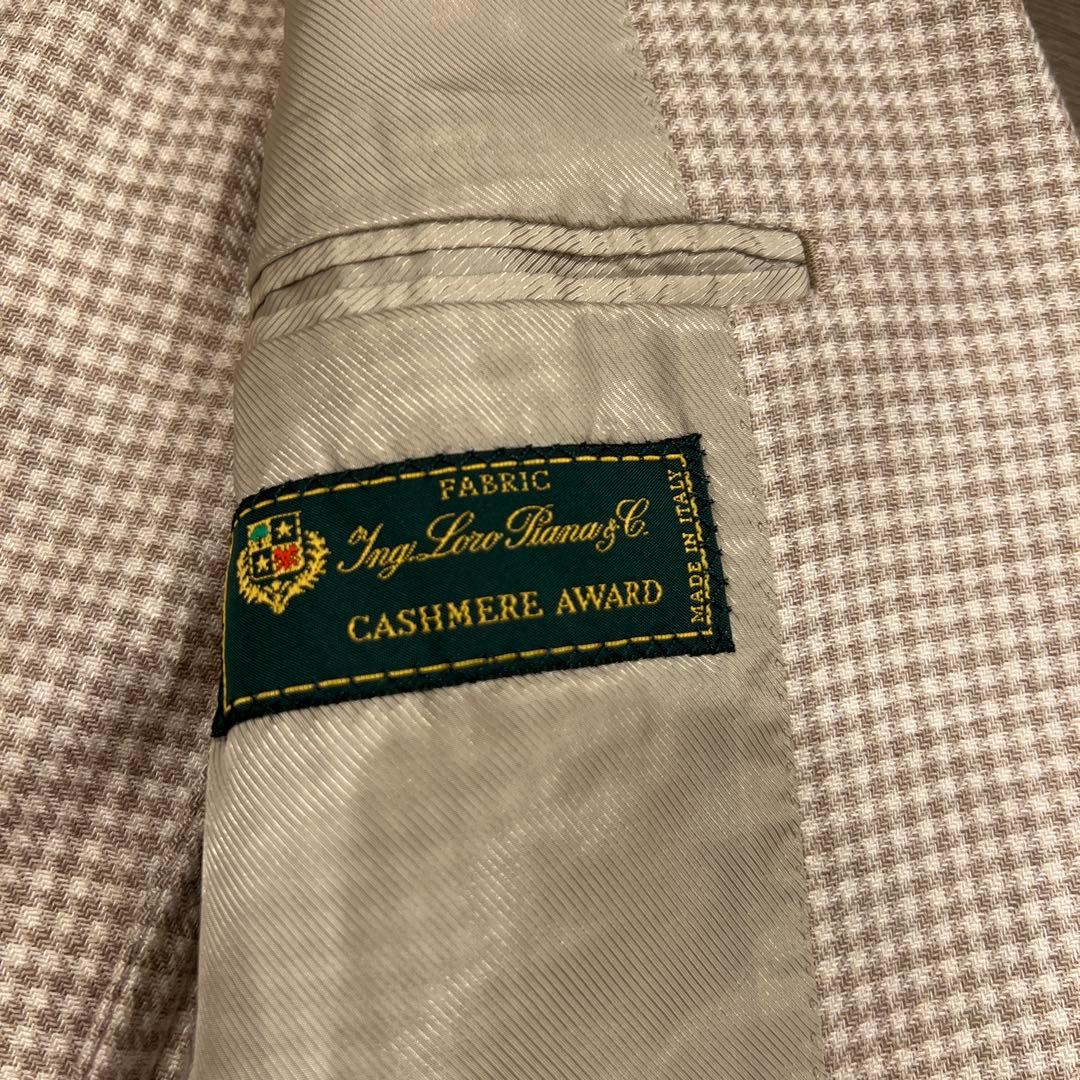 FABRIC
Ing. Loro Piana & C.
CASHMERE AWARD
MADE IN ITALY